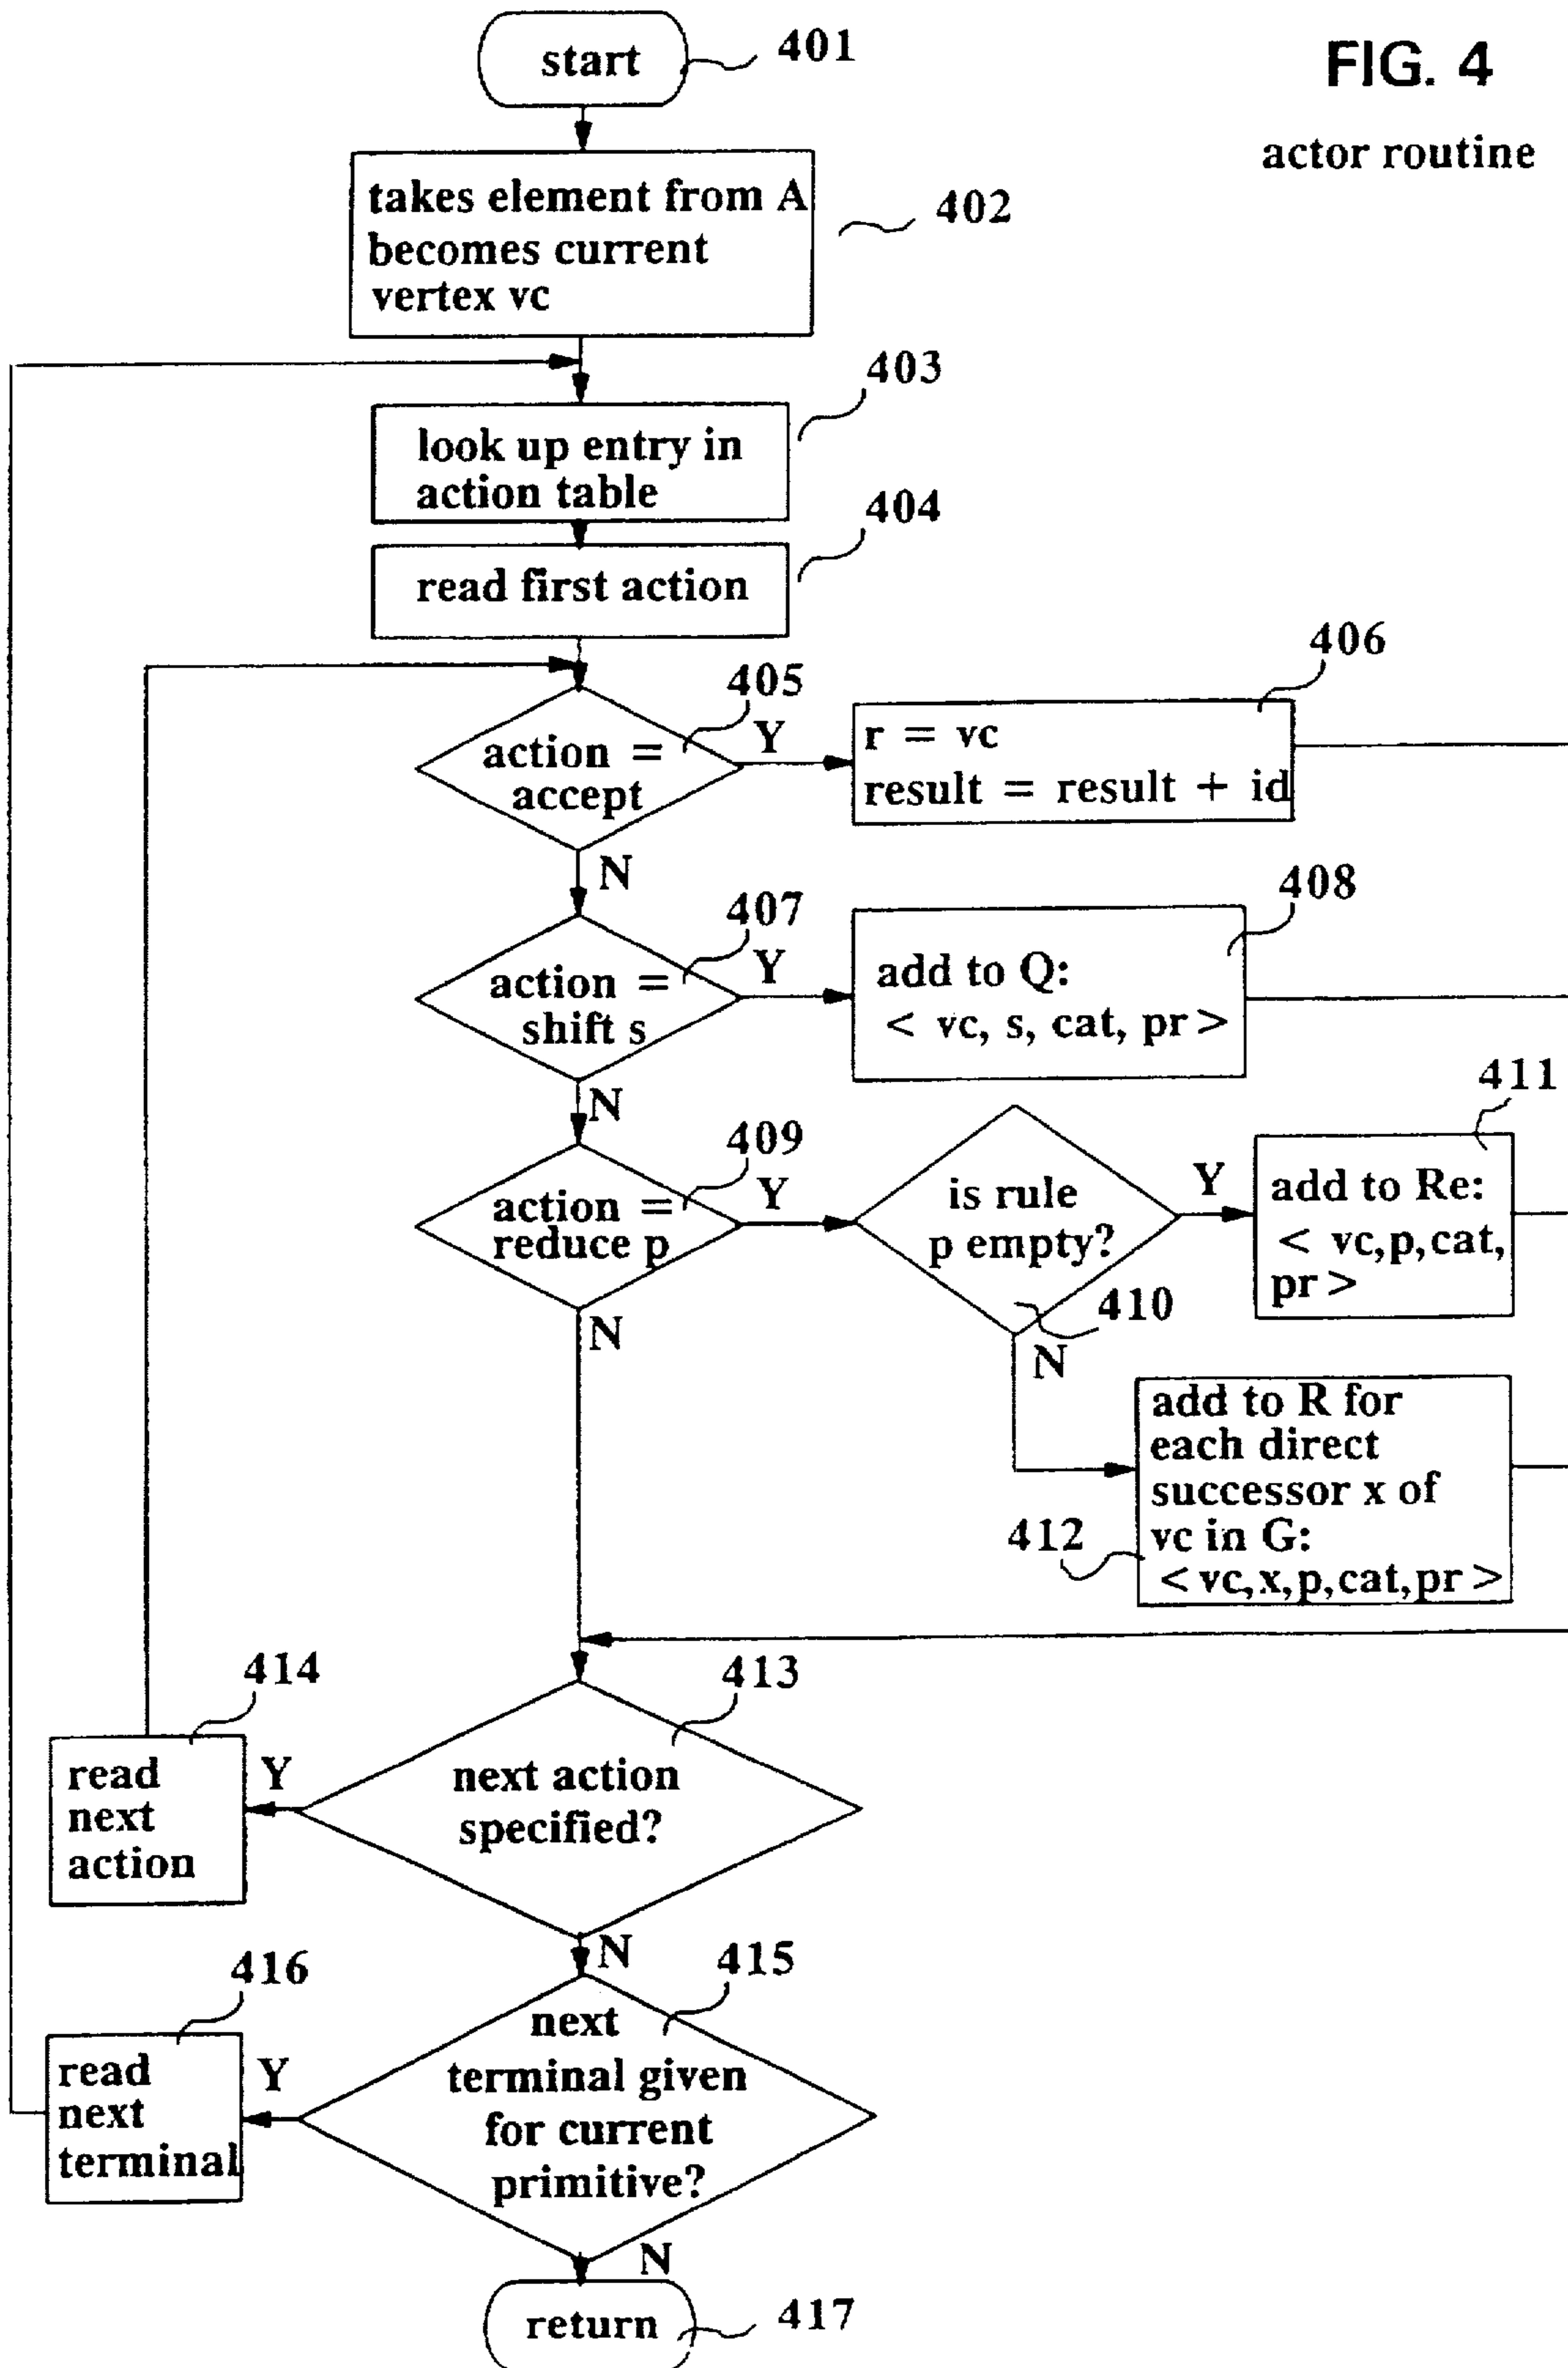 start
401
FIG. 4
actor routine
takes element from A
becomes current
vertex vc
402
403
look up entry in
action table
404
read first action
405
action =
accept
Y
406
r = vc
result = result + id
N
407
action =
shift s
Y
408
add to Q:
< vc, s, cat, pr >
N
409
action =
reduce p
Y
is rule
p empty?
410
Y
411
add to Re:
< vc,p,cat,
pr >
N
N
add to R for
each direct
successor x of
vc in G:
<vc,x,p,cat,pr >
412
413
next action
specified?
Y
414
read
next
action
N
415
next
terminal given
for current
primitive?
Y
416
read
next
terminal
N
return
417